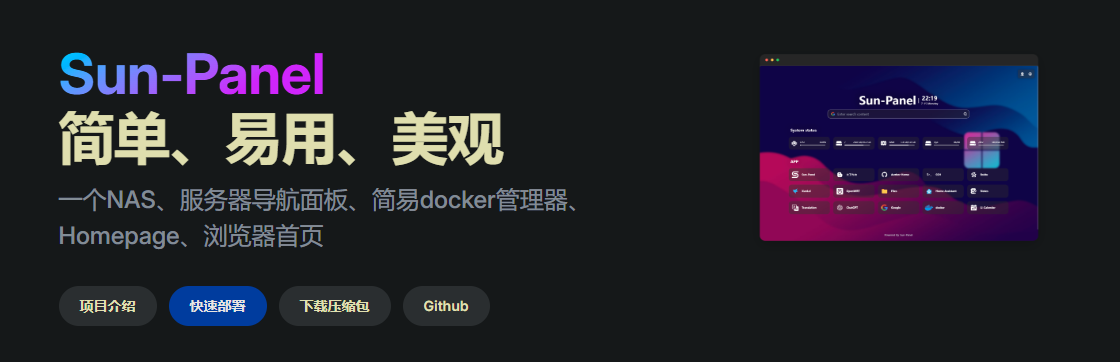 Sun-Panel
简单、易用、美观
一个NAS、服务器导航面板、简易docker管理器、
Homepage、浏览器首页
项目介绍
快速部署
下载压缩包
Github
Sun-Panel
22:19
System status
APP
Google
docker